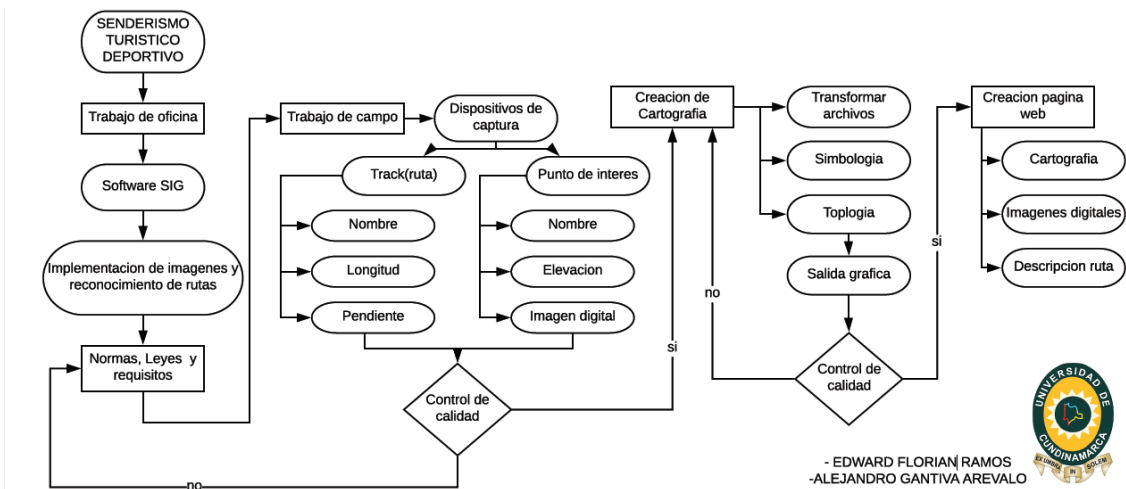 SENDERISMO
TURISTICO
DEPORTIVO
Trabajo de oficina
Software SIG
Implementacion de imagenes y
reconocimiento de rutas
Normas, Leyes y
requisitos
Trabajo de campo
Dispositivos de
captura
Track(ruta)
Nombre
Longitud
Pendiente
Punto de interes
Nombre
Elevacion
Imagen digital
Control de
calidad
no
si
Creacion de
Cartografia
Transformar
archivos
Simbologia
Toplogia
Salida grafica
Control de
calidad
no
si
Creacion pagina
web
Cartografia
Imagenes digitales
Descripcion ruta
UNIVERSIDAD DE
CUNDINAMARCA
EX UMBRA IN SOLEM
- EDWARD FLORIAN RAMOS
-ALEJANDRO GANTIVA AREVALO